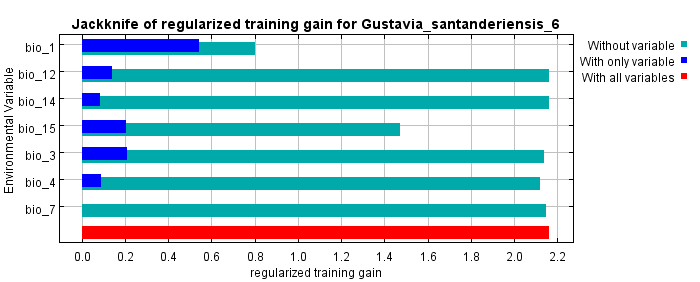 Jackknife of regularized training gain for Gustavia_santanderiensis_6
Without variable
With only variable
With all variables
Environmental Variable
bio_1
bio_12
bio_14
bio_15
bio_3
bio_4
bio_7
0.0 0.2 0.4 0.6 0.8 1.0 1.2 1.4 1.6 1.8 2.0 2.2
regularized training gain